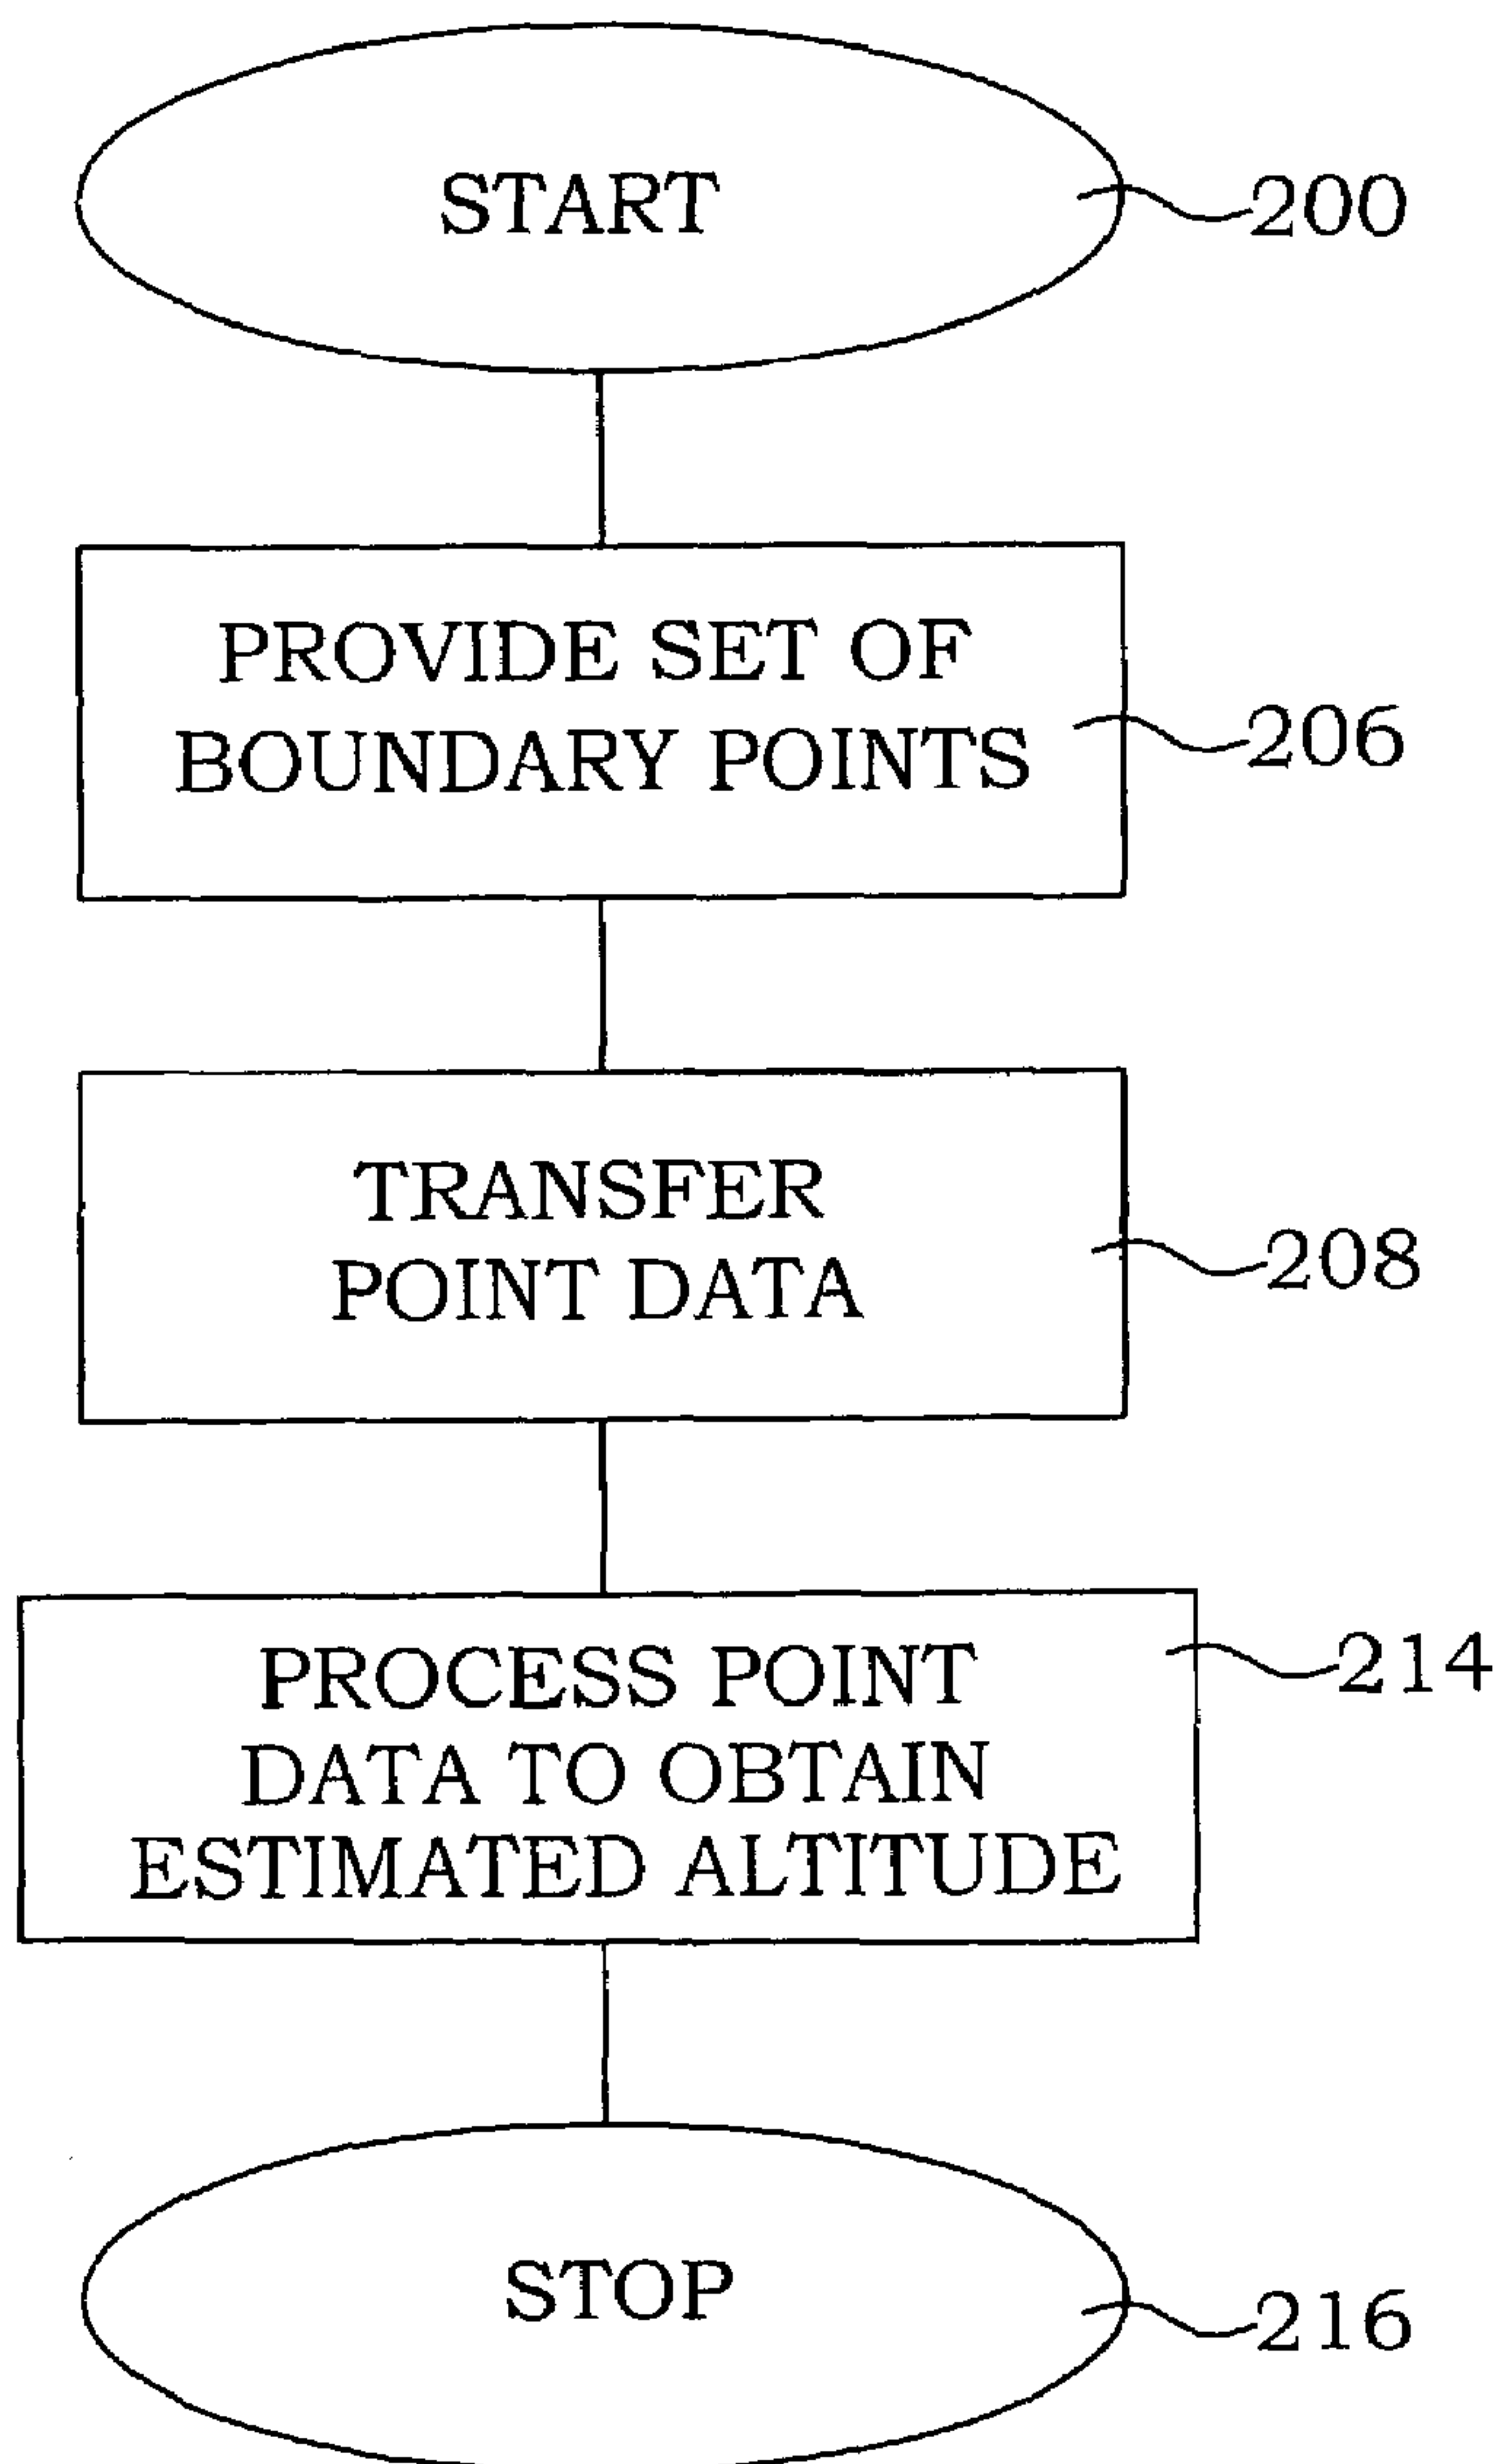 START
200
PROVIDE SET OF
BOUNDARY POINTS
206
TRANSFER
POINT DATA
208
PROCESS POINT
DATA TO OBTAIN
ESTIMATED ALTITUDE
214
STOP
216